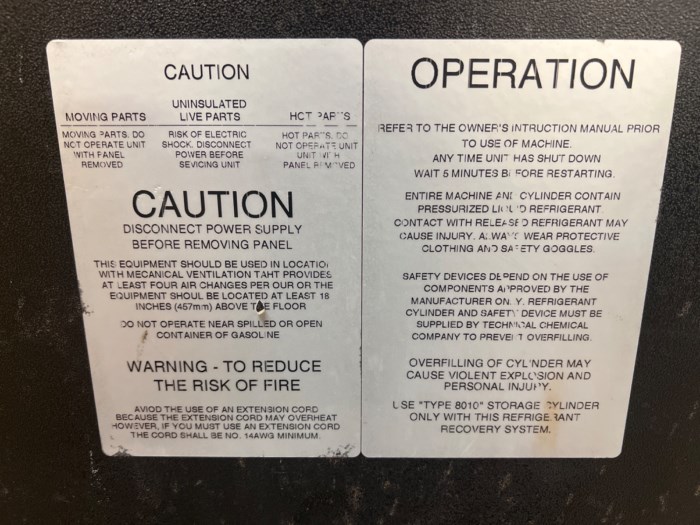 CAUTION
MOVING PARTS
UNINSULATED
LIVE PARTS
HOT PARTS
MOVING PARTS. DO
NOT OPERATE UNIT
WITH PANEL
REMOVED
RISK OF ELECTRIC
SHOCK. DISCONNECT
POWER BEFORE
SEVICING UNIT
HOT PARTS. DO
NOT OPERATE UNIT
UNIT WITH
PANEL REMOVED
CAUTION
DISCONNECT POWER SUPPLY
BEFORE REMOVING PANEL
THIS EQUIPMENT SHOULD BE USED IN LOCATION
WITH MECANICAL VENTILATION TAHT PROVIDES
AT LEAST FOUR AIR CHANGES PER OUR OR THE
EQUIPMENT SHOUL BE LOCATED AT LEAST 18
INCHES (457mm) ABOVE THE FLOOR
DO NOT OPERATE NEAR SPILLED OR OPEN
CONTAINER OF GASOLINE
WARNING - TO REDUCE
THE RISK OF FIRE
AVIOD THE USE OF AN EXTENSION CORD
BECAUSE THE EXTENSION CORD MAY OVERHEAT
HOWEVER, IF YOU MUST USE AN EXTENSION CORD
THE CORD SHALL BE NO. 14AWG MINIMUM.
OPERATION
REFER TO THE OWNER'S INTRUCTION MANUAL PRIOR
TO USE OF MACHINE.
ANY TIME UNIT HAS SHUT DOWN
WAIT 5 MINUTES BEFORE RESTARTING.
ENTIRE MACHINE AND CYLINDER CONTAIN
PRESSURIZED LIQUID REFRIGERANT.
CONTACT WITH RELEASED REFRIGERANT MAY
CAUSE INJURY. ALWAYS WEAR PROTECTIVE
CLOTHING AND SAFETY GOGGLES.
SAFETY DEVICES DEPEND ON THE USE OF
COMPONENTS APPROVED BY THE
MANUFACTURER ONLY. REFRIGERANT
CYLINDER AND SAFETY DEVICE MUST BE
SUPPLIED BY TECHNICAL CHEMICAL
COMPANY TO PREVENT OVERFILLING.
OVERFILLING OF CYLINDER MAY
CAUSE VIOLENT EXPLOSION AND
PERSONAL INJURY.
USE "TYPE 8010" STORAGE CYLINDER
ONLY WITH THIS REFRIGERANT
RECOVERY SYSTEM.